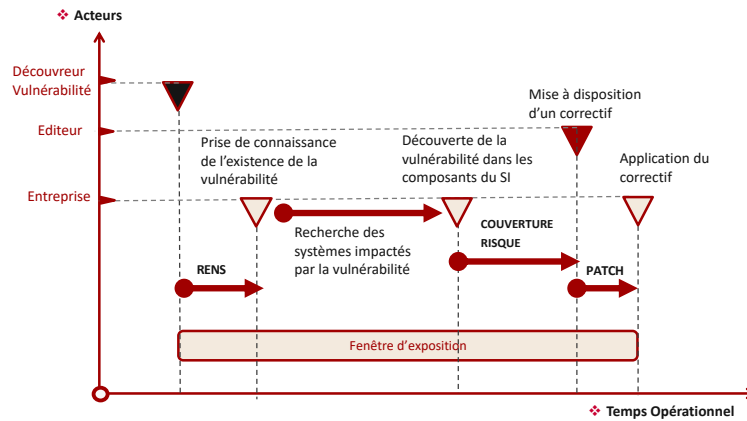 ❖ Acteurs
Découvreur
Vulnérabilité
Editeur
Entreprise
Mise à disposition
d'un correctif
Prise de connaissance
de l'existence de la
vulnérabilité
Découverte de la
vulnérabilité dans les
composants du SI
Application du
correctif
Recherche des
systèmes impactés
par la vulnérabilité
COUVERTURE
RISQUE
RENS
PATCH
Fenêtre d'exposition
❖ Temps Opérationnel